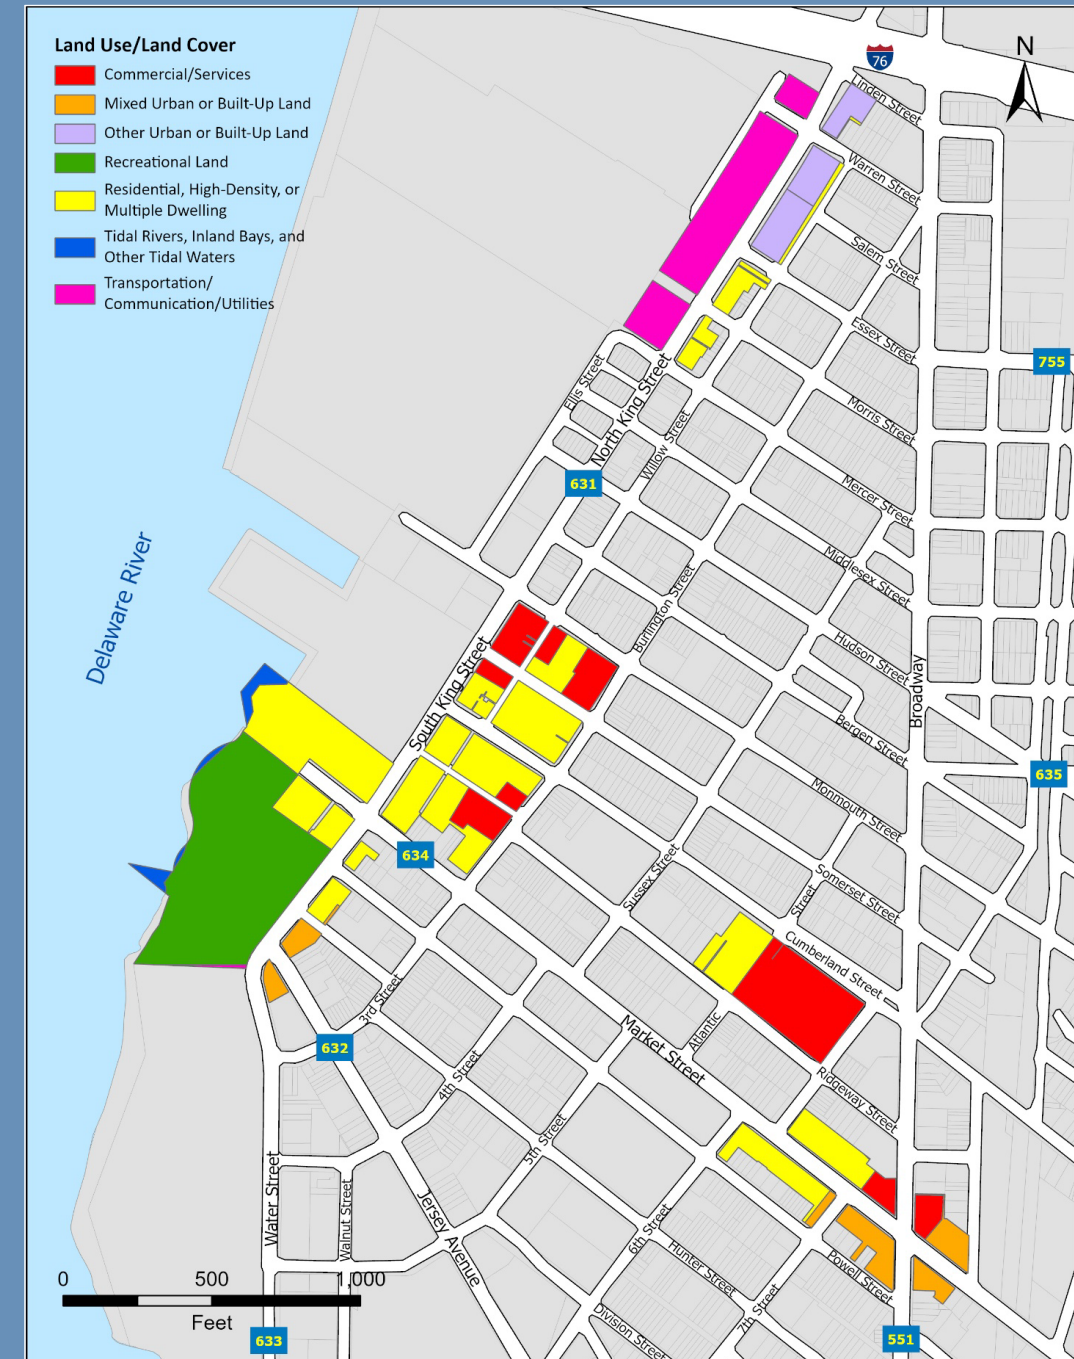 Land Use/Land Cover
Commercial/Services
Mixed Urban or Built-Up Land
Other Urban or Built-Up Land
Recreational Land
Residential, High-Density, or
Multiple Dwelling
Tidal Rivers, Inland Bays, and
Other Tidal Waters
Transportation/
Communication/Utilities
76
N
Linden Street
Warren Street
Salem Street
Essex Street
755
Ellis Street
North King Street
Willow Street
Morris Street
631
Mercer Street
Delaware River
Middlesex Street
Burlington Street
Hudson Street
South King Street
Broadway
Bergen Street
635
Monmouth Street
634
Sussex Street
Somerset Street
Street
Cumberland Street
3rd Street
632
Market Street
Atlantic
4th Street
Ridgeway Street
5th Street
Water Street
Walnut Street
Jersey Avenue
6th Street
Hunter Street
Powell Street
7th Street
Division Street
0 500 1,000
Feet
633
551